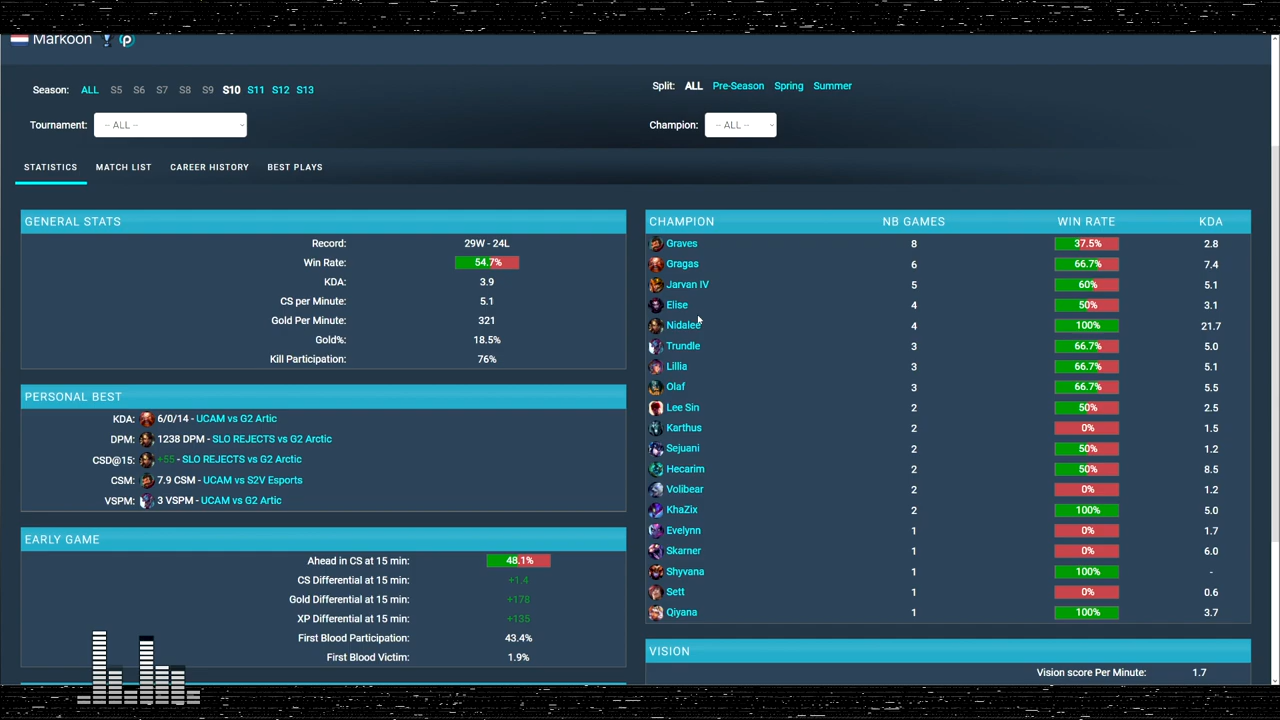 Markoon
Season: ALL S5 S6 S7 S8 S9 S10 S11 S12 S13
Split: ALL Pre-Season Spring Summer
Tournament: -- ALL --
Champion: -- ALL --
STATISTICS MATCH LIST CAREER HISTORY BEST PLAYS
GENERAL STATS
Record: 29W - 24L
Win Rate: 54.7%
KDA: 3.9
CS per Minute: 5.1
Gold Per Minute: 321
Gold%: 18.5%
Kill Participation: 76%
PERSONAL BEST
KDA: 6/0/14 - UCAM vs G2 Artic
DPM: 1238 DPM - SLO REJECTS vs G2 Arctic
CSD@15: +55 - SLO REJECTS vs G2 Arctic
CSM: 7.9 CSM - UCAM vs S2V Esports
VSPM: 3 VSPM - UCAM vs G2 Artic
EARLY GAME
Ahead in CS at 15 min: 48.1%
CS Differential at 15 min: +1.4
Gold Differential at 15 min: +178
XP Differential at 15 min: +135
First Blood Participation: 43.4%
First Blood Victim: 1.9%
CHAMPION NB GAMES WIN RATE KDA
Graves 8 37.5% 2.8
Gragas 6 66.7% 7.4
Jarvan IV 5 60% 5.1
Elise 4 50% 3.1
Nidalee 4 100% 21.7
Trundle 3 66.7% 5.0
Lillia 3 66.7% 5.1
Olaf 3 66.7% 5.5
Lee Sin 2 50% 2.5
Karthus 2 0% 1.5
Sejuani 2 50% 1.2
Hecarim 2 50% 8.5
Volibear 2 0% 1.2
KhaZix 2 100% 5.0
Evelynn 1 0% 1.7
Skarner 1 0% 6.0
Shyvana 1 100% -
Sett 1 0% 0.6
Qiyana 1 100% 3.7
VISION
Vision score Per Minute: 1.7